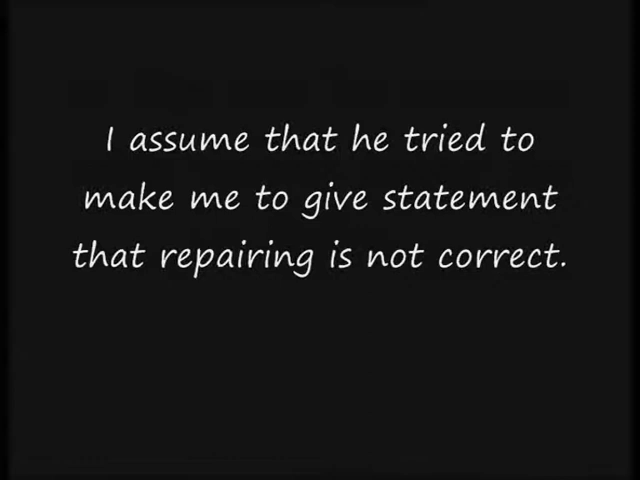 I assume that he tried to
make me to give statement
that repairing is not correct.